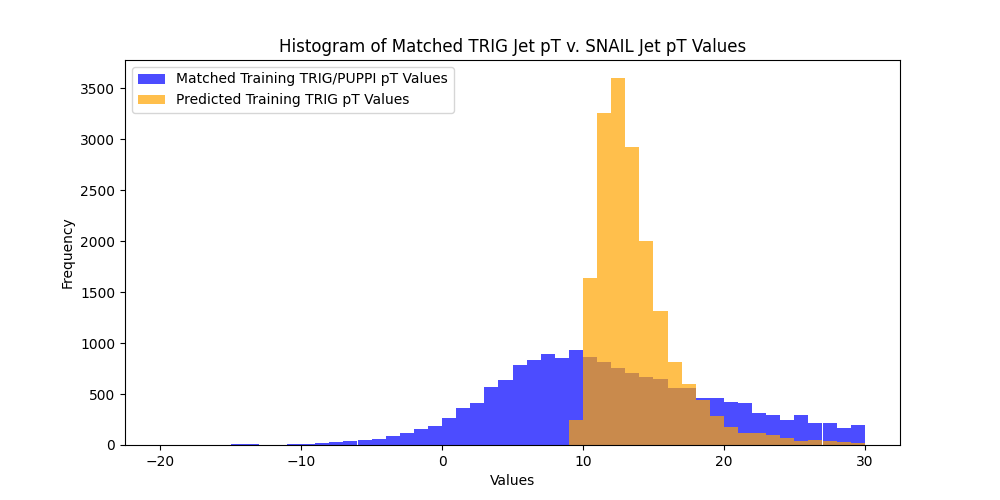 Histogram of Matched TRIG Jet pT v. SNAIL Jet pT Values
Matched Training TRIG/PUPPI pT Values
Predicted Training TRIG pT Values
Frequency
3500
3000
2500
2000
1500
1000
500
0
−20
−10
0
10
20
30
Values